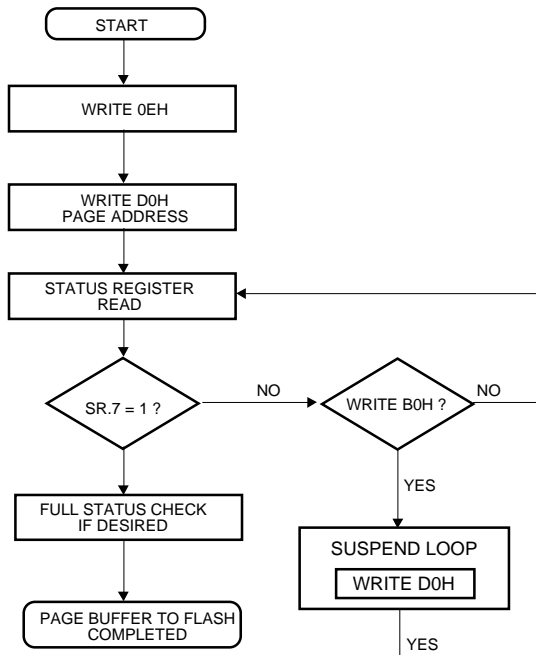 START
WRITE 0EH
WRITE D0H
PAGE ADDRESS
STATUS REGISTER
READ
SR.7 = 1 ?
NO
WRITE B0H ?
NO
YES
FULL STATUS CHECK
IF DESIRED
SUSPEND LOOP
WRITE D0H
PAGE BUFFER TO FLASH
COMPLETED
YES